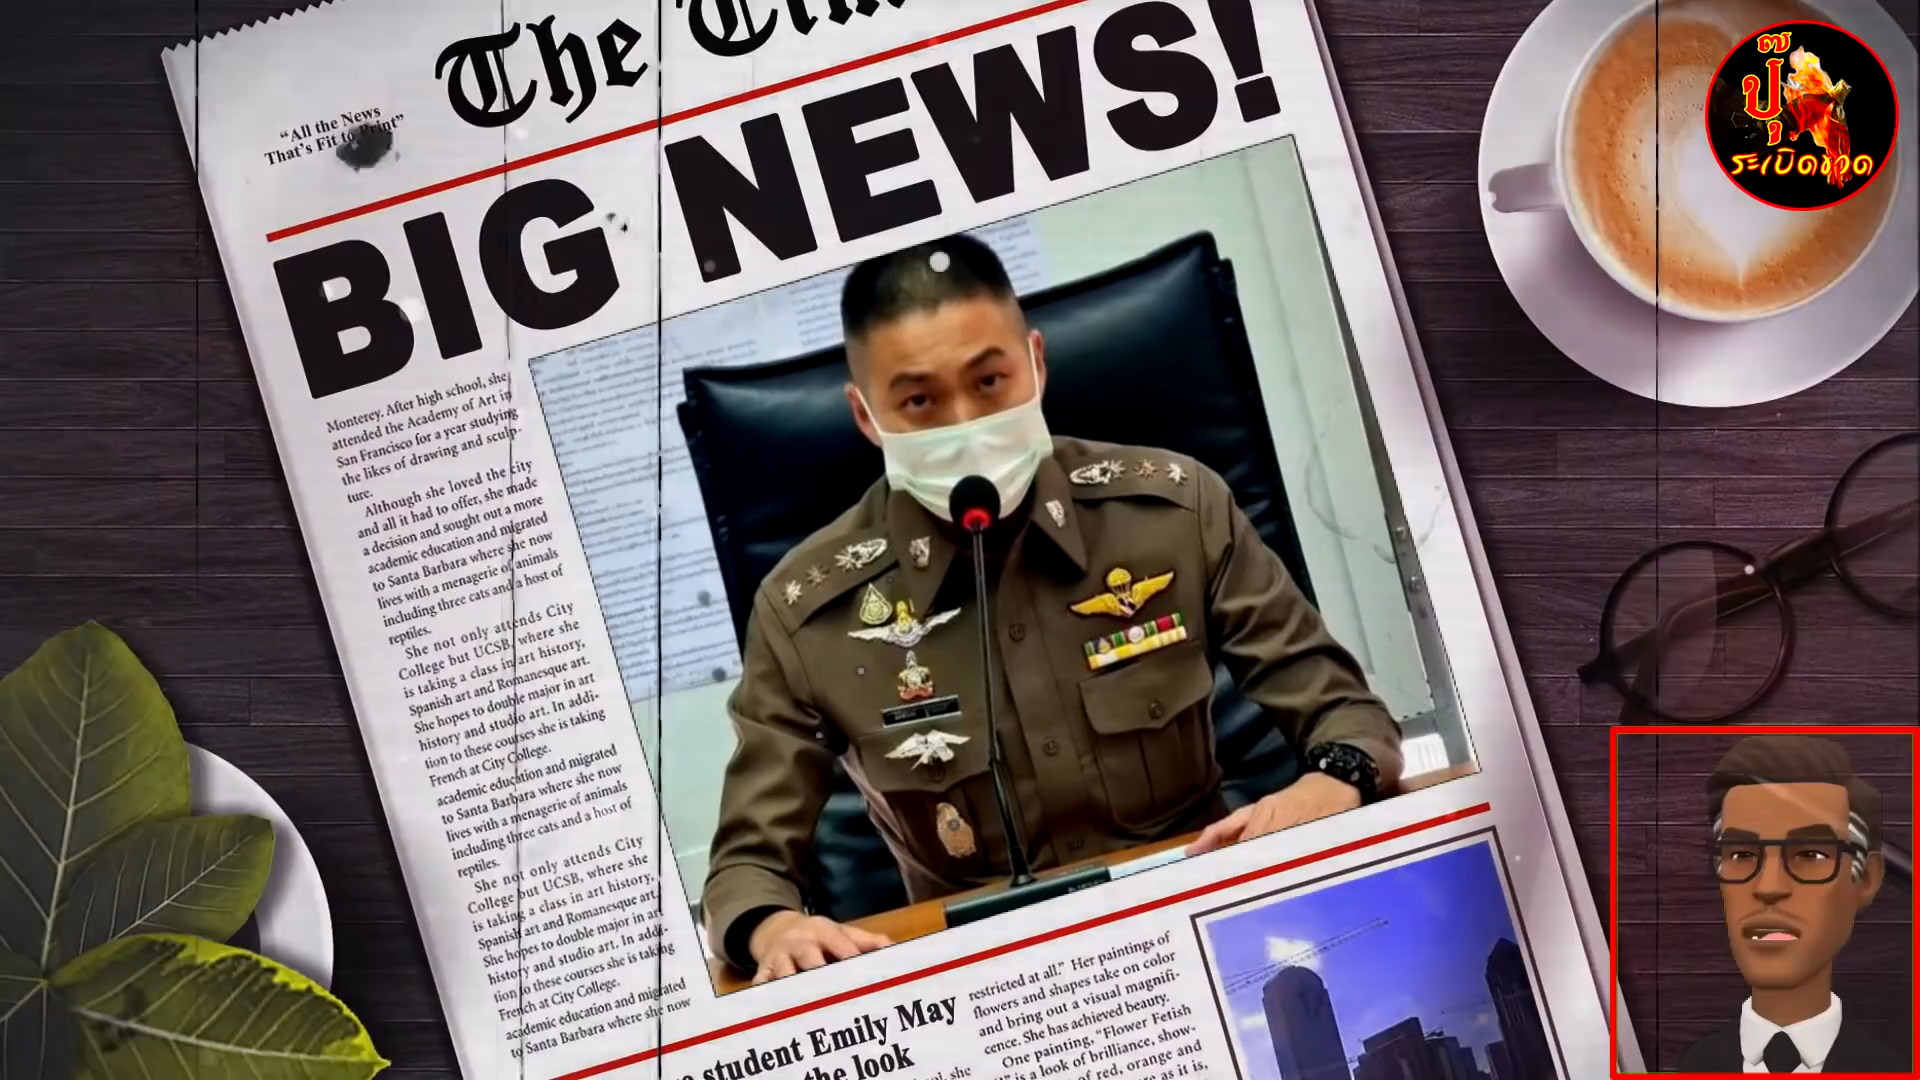 The Tim
“All the News
That’s Fit to Print”
BIG NEWS!
Monterey. After high school, she
attended the Academy of Art in
San Francisco for a year studying
the likes of drawing and sculp-
ture.
Although she loved the city
and all it had to offer, she made
a decision and sought out a more
academic education and migrated
to Santa Barbara where she now
lives with a menagerie of animals
including three cats and a host of
reptiles.
She not only attends City
College but UCSB, where she
is taking a class in art history,
Spanish art and Romanesque art.
She hopes to double major in art
history and studio art. In addi-
tion to these courses she is taking
French at City College.
academic education and migrated
to Santa Barbara where she now
lives with a menagerie of animals
including three cats and a host of
reptiles.
She not only attends City
College but UCSB, where she
is taking a class in art history,
Spanish art and Romanesque art.
She hopes to double major in art
history and studio art. In addi-
tion to these courses she is taking
French at City College.
academic education and migrated
to Santa Barbara where she now
student Emily May
the look
she
restricted at all.” Her paintings of
flowers and shapes take on color
and bring out a visual magnifi-
cence. She has achieved beauty.
One painting, “Flower Fetish
is a look of brilliance, show-
of red, orange and
as it is,
ปุ๊
ระเบิดขวด